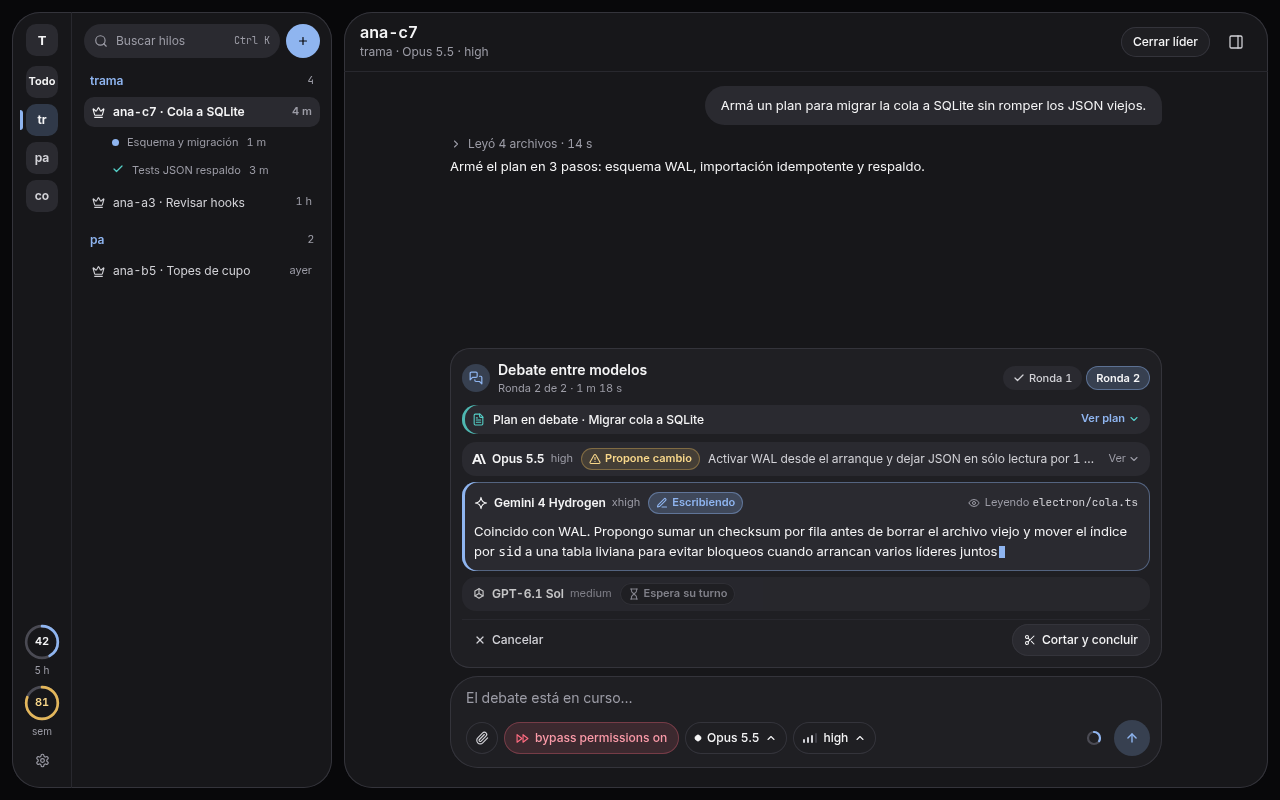 T
Todo
tr
pa
co
42
5 h
81
sem
Buscar hilos
Ctrl K
+
trama
4
ana-c7 · Cola a SQLite
4 m
Esquema y migración 1 m
Tests JSON respaldo 3 m
ana-a3 · Revisar hooks
1 h
pa
2
ana-b5 · Topes de cupo
ayer
ana-c7
trama · Opus 5.5 · high
Cerrar líder
Armá un plan para migrar la cola a SQLite sin romper los JSON viejos.
Leyó 4 archivos · 14 s
Armé el plan en 3 pasos: esquema WAL, importación idempotente y respaldo.
Debate entre modelos
Ronda 2 de 2 · 1 m 18 s
Ronda 1
Ronda 2
Plan en debate · Migrar cola a SQLite
Ver plan
Opus 5.5 high Propone cambio Activar WAL desde el arranque y dejar JSON en sólo lectura por 1 ... Ver
Gemini 4 Hydrogen xhigh Escribiendo
Leyendo electron/cola.ts
Coincido con WAL. Propongo sumar un checksum por fila antes de borrar el archivo viejo y mover el índice
por sid a una tabla liviana para evitar bloqueos cuando arrancan varios líderes juntos
GPT-6.1 Sol medium Espera su turno
Cancelar
Cortar y concluir
El debate está en curso...
bypass permissions on
Opus 5.5
high